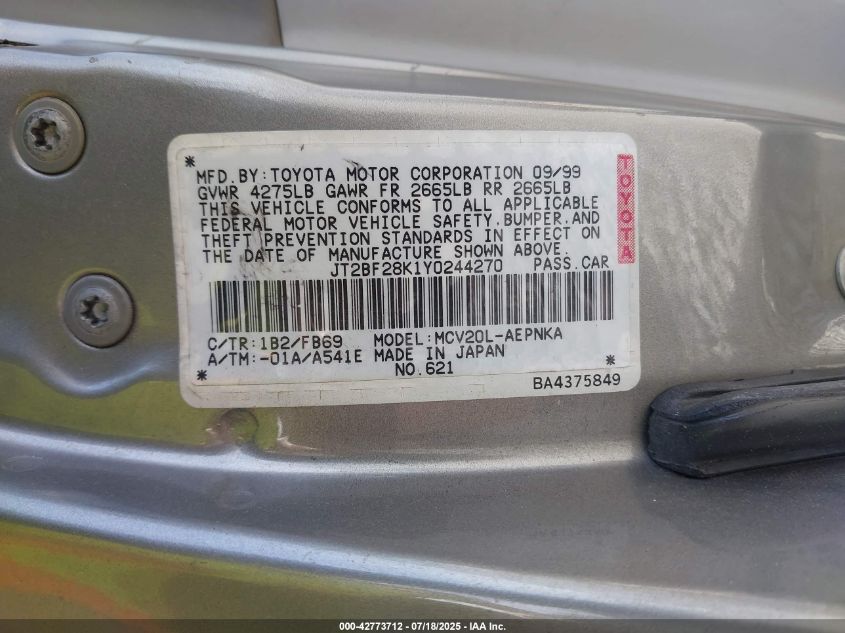 MFD. BY: TOYOTA MOTOR CORPORATION 09/99
GVWR 4275LB GAWR FR 2665LB RR 2665LB
THIS VEHICLE CONFORMS TO ALL APPLICABLE
FEDERAL MOTOR VEHICLE SAFETY. BUMPER. AND
THEFT PREVENTION STANDARDS IN EFFECT ON
THE DATE OF MANUFACTURE SHOWN ABOVE.
JT2BF28K1Y0244270 PASS. CAR
TOYOTA
C/TR: 1B2/FB69 MODEL: MCV20L-AEPNKA
A/TM: -01A/A541E MADE IN JAPAN
NO. 621
BA4375849
000-42773712 - 07/18/2025 - IAA Inc.